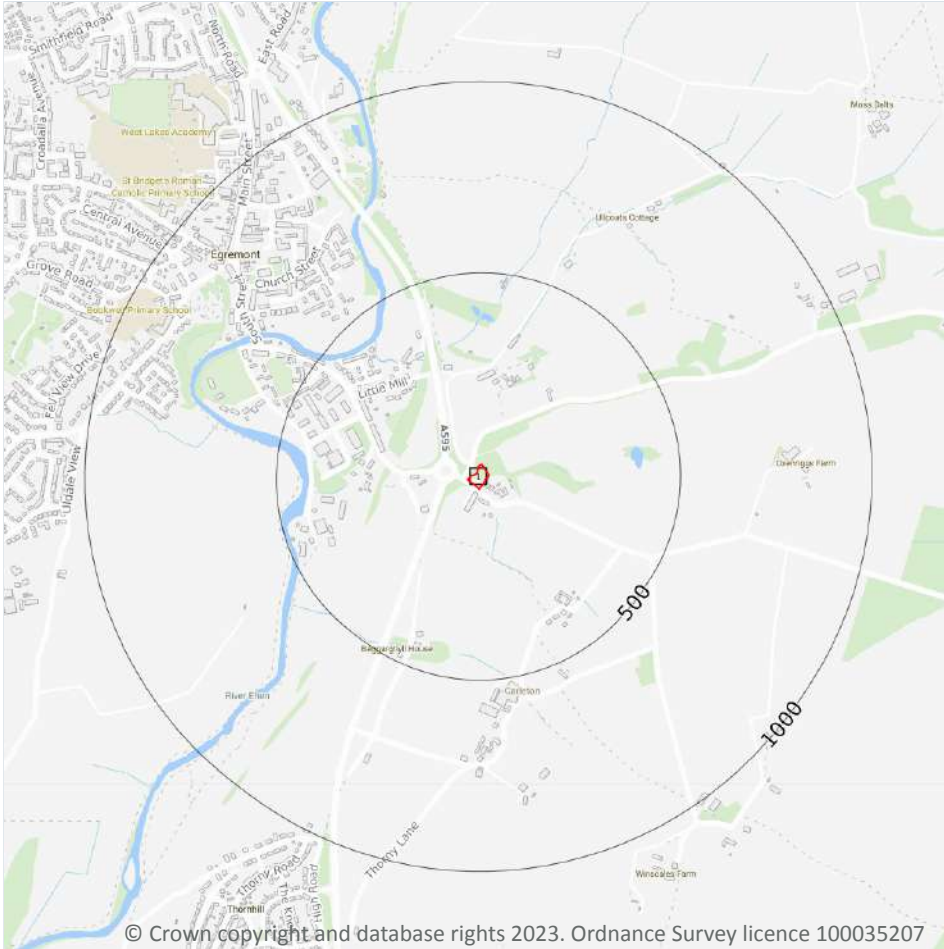 Smithfield Road
North Road
East Road
Croadalla Avenue
West Lakes Academy
St Bridget's Roman
Catholic Primary School
Main Street
Moss Dalts
Central Avenue
Ullcoats Cottage
Egremont
Grove Road
Church Street
Bookwell Primary School
South Street
Fell View Drive
Little Mill
A595
Uldale View
1
500
Beggarghyll House
Carleton
River Ehen
1000
Thorny Lane
Winscales Farm
Thorny Road
Thornhill
High Road
© Crown copyright and database rights 2023. Ordnance Survey licence 100035207